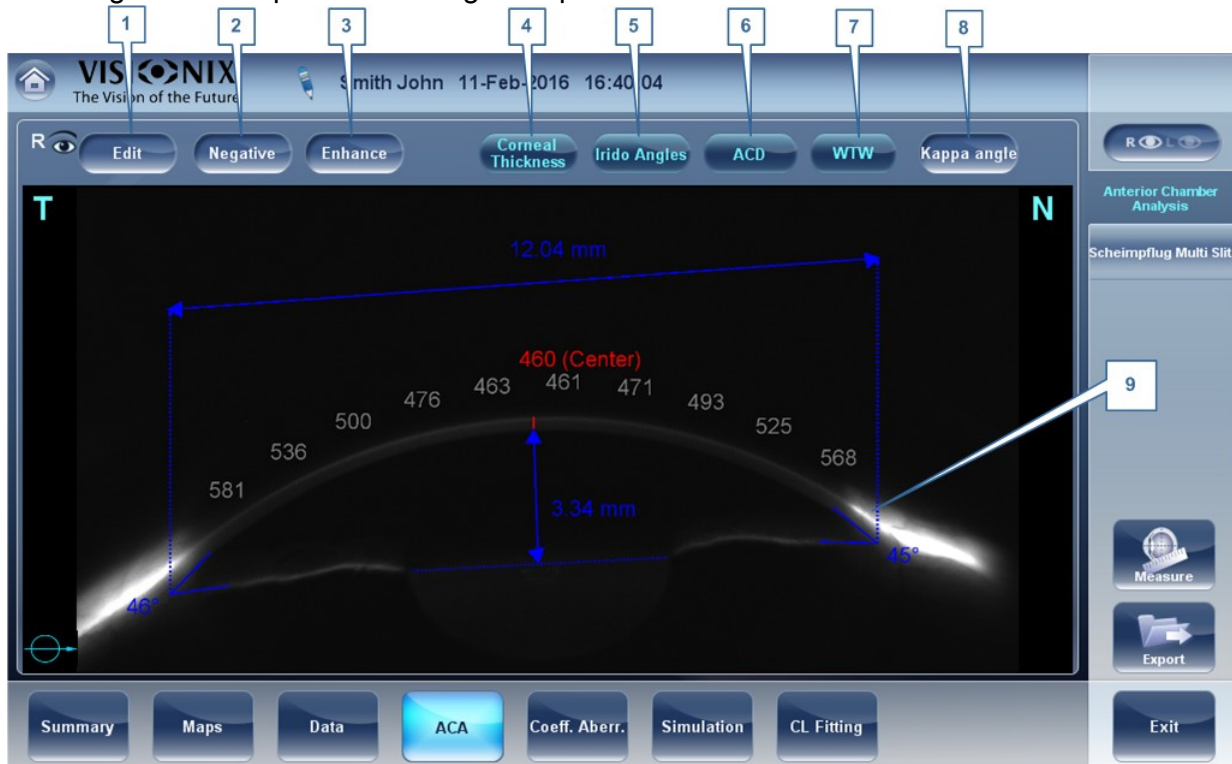 1 2 3 4 5 6 7 8
VISIONIX
The Vision of the Future
Smith John 11-Feb-2016 16:40:04
R Edit Negative Enhance Corneal Thickness Irido Angles ACD WTW Kappa angle
R L
T N
Anterior Chamber
Analysis
Scheimpflug Multi Slit
12.04 mm
460 (Center)
581 536 500 476 463 461 471 493 525 568
9
3.34 mm
46° 45°
Measure
Export
Summary Maps Data ACA Coeff. Aberr. Simulation CL Fitting Exit